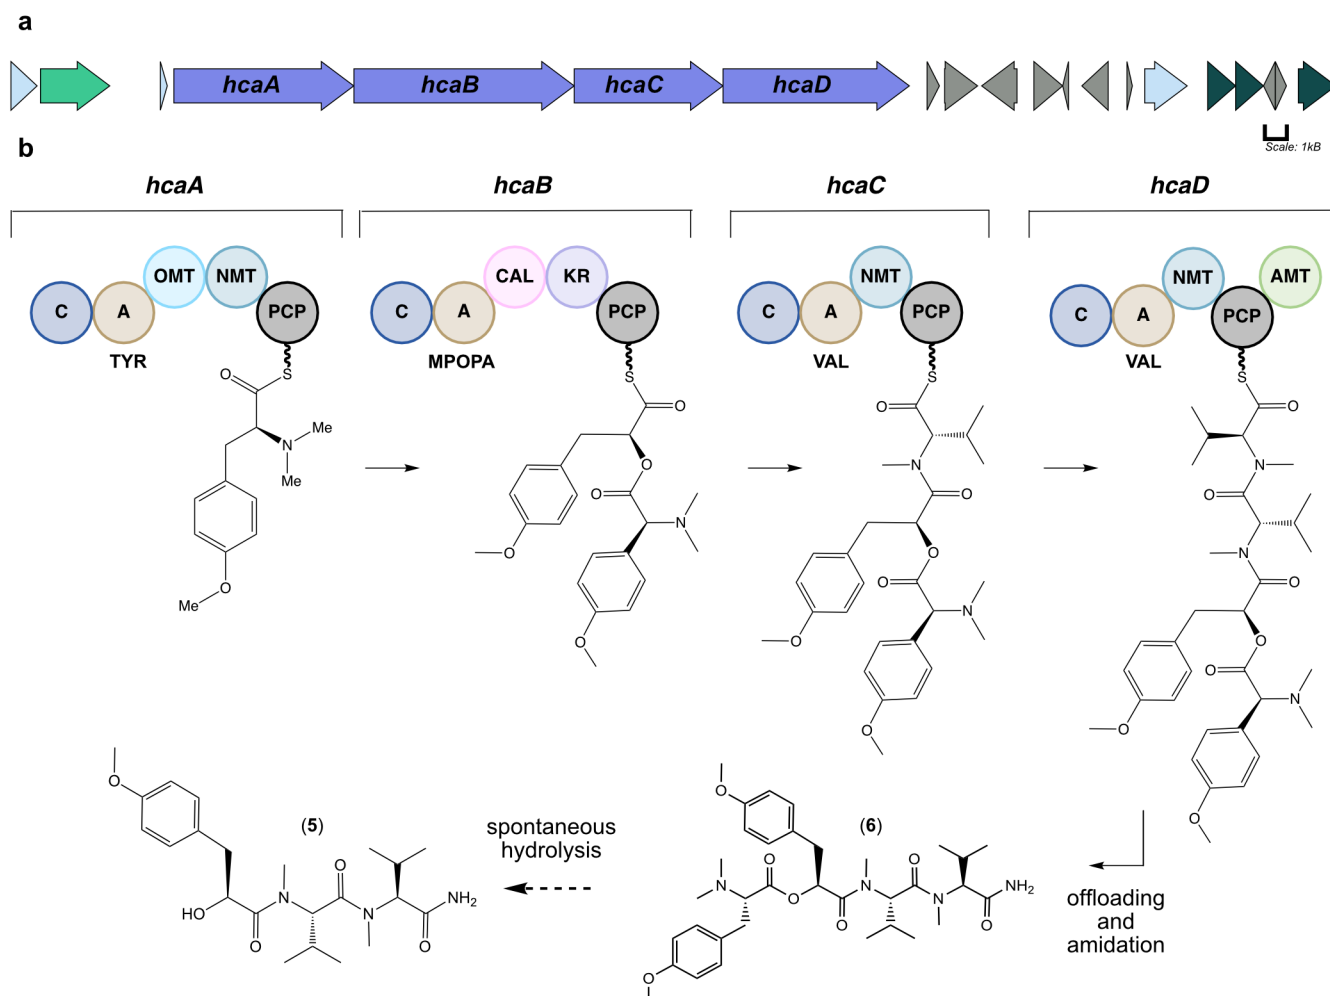 a
hcaA hcaB hcaC hcaD
Scale: 1kB
b
hcaA hcaB hcaC hcaD
OMT NMT CAL KR NMT NMT AMT
C A PCP C A PCP C A PCP C A PCP
TYR MPOPA VAL VAL
O S S S S
Me N Me
O Me
O O O N O
O N O
O N O N
O O N O
O O
O N O N
O O
O N
O
O
(5)
spontaneous
hydrolysis
HO O N O N O NH2
O
(6)
N O O O N O N O NH2
O
offloading
and
amidation